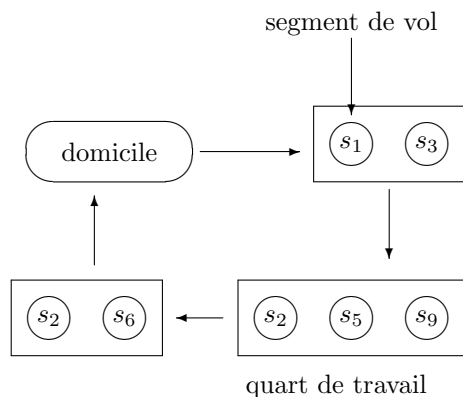 segment de vol
domicile
s₁ s₃
s₂ s₆
s₂ s₅ s₉
quart de travail